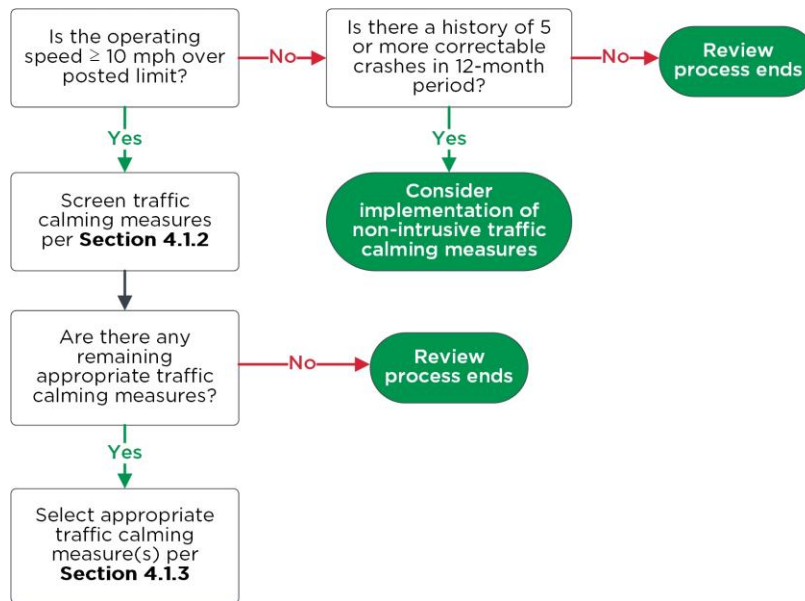 Is the operating
speed ≥ 10 mph over
posted limit?
No
Is there a history of 5
or more correctable
crashes in 12-month
period?
No
Review
process ends
Yes
Yes
Screen traffic
calming measures
per Section 4.1.2
Consider
implementation of
non-intrusive traffic
calming measures
Are there any
remaining
appropriate traffic
calming measures?
No
Review
process ends
Yes
Select appropriate
traffic calming
measure(s) per
Section 4.1.3